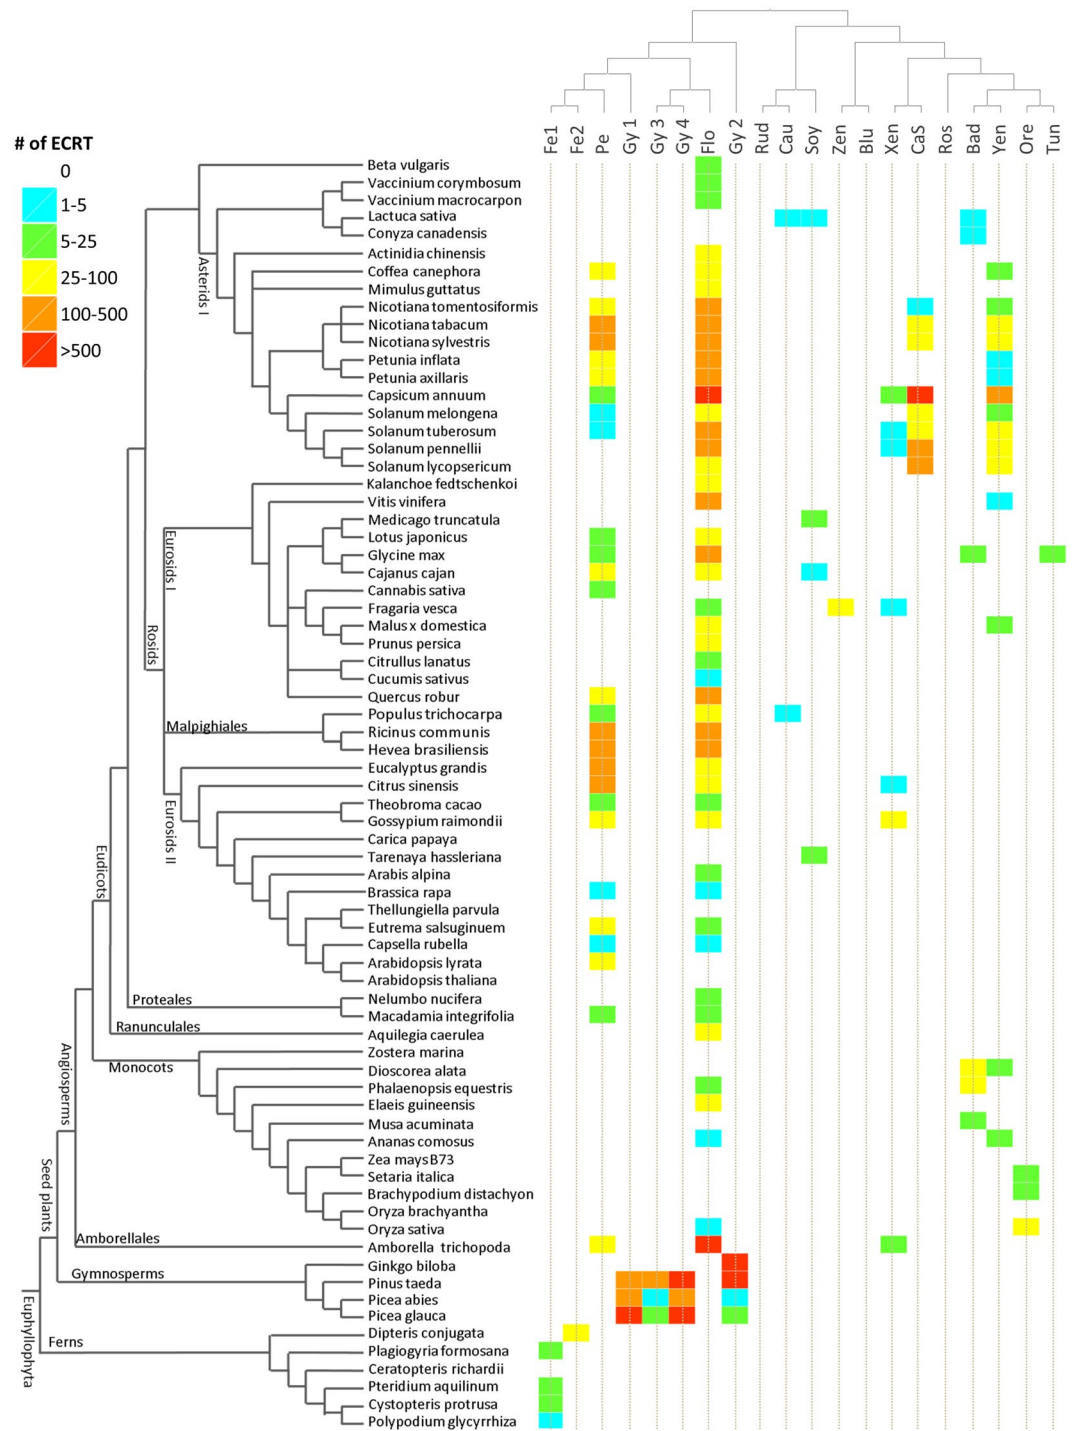 Fe1
Fe2
Pe
Gy 1
Gy 3
Gy 4
Flo
Gy 2
Rud
Cau
Soy
Zen
Blu
Xen
CaS
Ros
Bad
Yen
Ore
Tun
# of ECRT
0
1-5
5-25
25-100
100-500
>500
Beta vulgaris
Vaccinium corymbosum
Vaccinium macrocarpon
Lactuca sativa
Conyza canadensis
Actinidia chinensis
Coffea canephora
Mimulus guttatus
Nicotiana tomentosiformis
Nicotiana tabacum
Nicotiana sylvestris
Petunia inflata
Petunia axillaris
Capsicum annuum
Solanum melongena
Solanum tuberosum
Solanum pennellii
Solanum lycopsericum
Kalanchoe fedtschenkoi
Vitis vinifera
Medicago truncatula
Lotus japonicus
Glycine max
Cajanus cajan
Cannabis sativa
Fragaria vesca
Malus x domestica
Prunus persica
Citrullus lanatus
Cucumis sativus
Quercus robur
Populus trichocarpa
Ricinus communis
Hevea brasiliensis
Eucalyptus grandis
Citrus sinensis
Theobroma cacao
Gossypium raimondii
Carica papaya
Tarenaya hassleriana
Arabis alpina
Brassica rapa
Thellungiella parvula
Eutrema salsuginuem
Capsella rubella
Arabidopsis lyrata
Arabidopsis thaliana
Nelumbo nucifera
Macadamia integrifolia
Aquilegia caerulea
Zostera marina
Dioscorea alata
Phalaenopsis equestris
Elaeis guineensis
Musa acuminata
Ananas comosus
Zea mays B73
Setaria italica
Brachypodium distachyon
Oryza brachyantha
Oryza sativa
Amborella trichopoda
Ginkgo biloba
Pinus taeda
Picea abies
Picea glauca
Dipteris conjugata
Plagiogyria formosana
Ceratopteris richardii
Pteridium aquilinum
Cystopteris protrusa
Polypodium glycyrrhiza
Asterids I
Eurosids I
Rosids
Malpighiales
Eurosids II
Eudicots
Proteales
Ranunculales
Monocots
Angiosperms
Seed plants
Amborellales
Gymnosperms
Euphyllophyta
Ferns